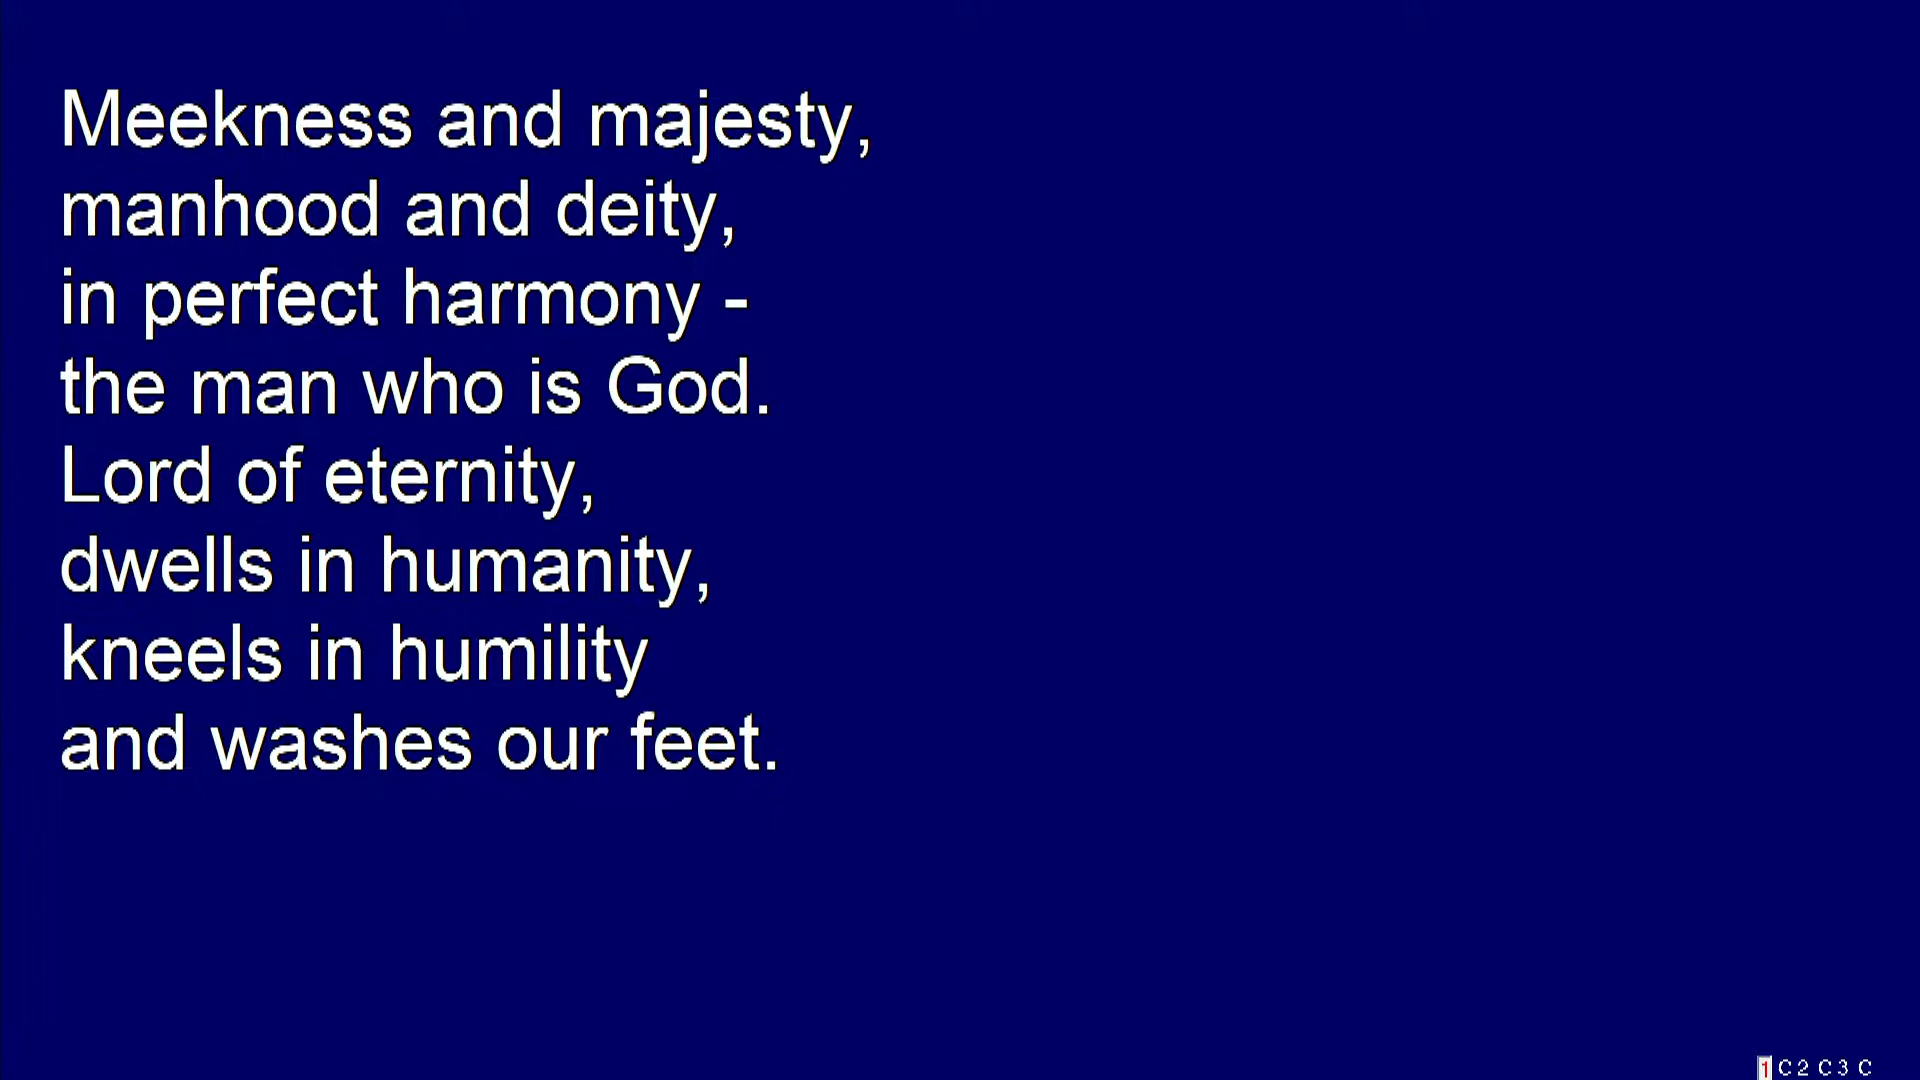 Meekness and majesty,
manhood and deity,
in perfect harmony -
the man who is God.
Lord of eternity,
dwells in humanity,
kneels in humility
and washes our feet.
1 C 2 C 3 C